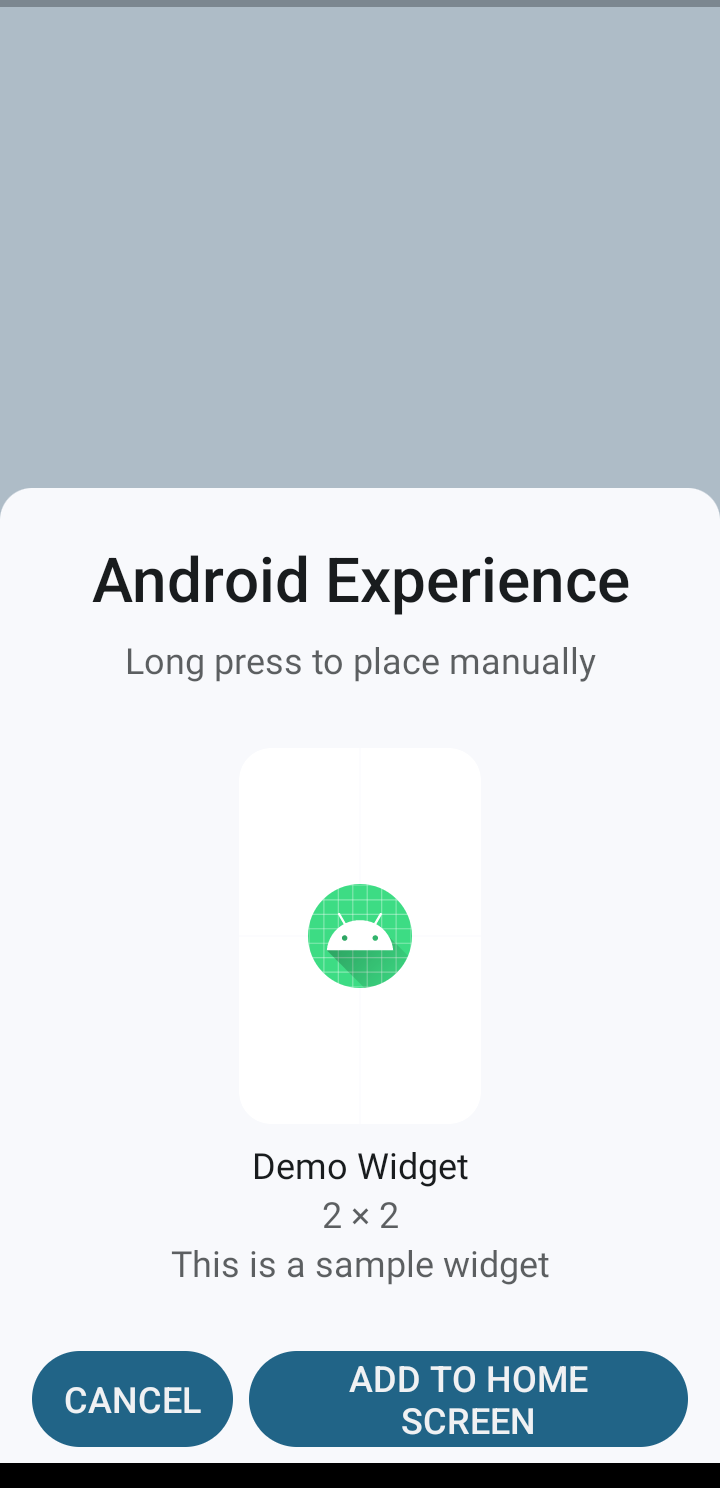 Android Experience
Long press to place manually
Demo Widget
2 × 2
This is a sample widget
CANCEL
ADD TO HOME
SCREEN